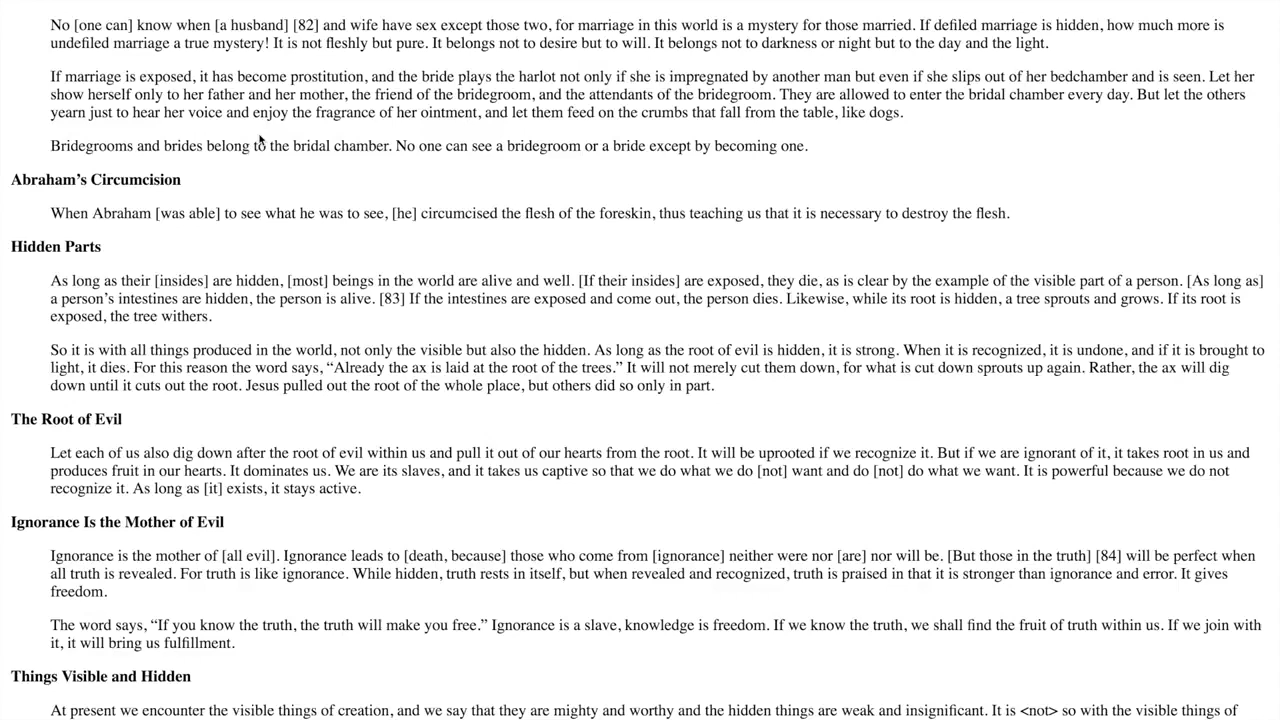 No [one can] know when [a husband] [82] and wife have sex except those two, for marriage in this world is a mystery for those married. If defiled marriage is hidden, how much more is
undefiled marriage a true mystery! It is not fleshly but pure. It belongs not to desire but to will. It belongs not to darkness or night but to the day and the light.
If marriage is exposed, it has become prostitution, and the bride plays the harlot not only if she is impregnated by another man but even if she slips out of her bedchamber and is seen. Let her
show herself only to her father and her mother, the friend of the bridegroom, and the attendants of the bridegroom. They are allowed to enter the bridal chamber every day. But let the others
yearn just to hear her voice and enjoy the fragrance of her ointment, and let them feed on the crumbs that fall from the table, like dogs.
Bridegrooms and brides belong to the bridal chamber. No one can see a bridegroom or a bride except by becoming one.
Abraham’s Circumcision
When Abraham [was able] to see what he was to see, [he] circumcised the flesh of the foreskin, thus teaching us that it is necessary to destroy the flesh.
Hidden Parts
As long as their [insides] are hidden, [most] beings in the world are alive and well. [If their insides] are exposed, they die, as is clear by the example of the visible part of a person. [As long as]
a person’s intestines are hidden, the person is alive. [83] If the intestines are exposed and come out, the person dies. Likewise, while its root is hidden, a tree sprouts and grows. If its root is
exposed, the tree withers.
So it is with all things produced in the world, not only the visible but also the hidden. As long as the root of evil is hidden, it is strong. When it is recognized, it is undone, and if it is brought to
light, it dies. For this reason the word says, “Already the ax is laid at the root of the trees.” It will not merely cut them down, for what is cut down sprouts up again. Rather, the ax will dig
down until it cuts out the root. Jesus pulled out the root of the whole place, but others did so only in part.
The Root of Evil
Let each of us also dig down after the root of evil within us and pull it out of our hearts from the root. It will be uprooted if we recognize it. But if we are ignorant of it, it takes root in us and
produces fruit in our hearts. It dominates us. We are its slaves, and it takes us captive so that we do what we do [not] want and do [not] do what we want. It is powerful because we do not
recognize it. As long as [it] exists, it stays active.
Ignorance Is the Mother of Evil
Ignorance is the mother of [all evil]. Ignorance leads to [death, because] those who come from [ignorance] neither were nor [are] nor will be. [But those in the truth] [84] will be perfect when
all truth is revealed. For truth is like ignorance. While hidden, truth rests in itself, but when revealed and recognized, truth is praised in that it is stronger than ignorance and error. It gives
freedom.
The word says, “If you know the truth, the truth will make you free.” Ignorance is a slave, knowledge is freedom. If we know the truth, we shall find the fruit of truth within us. If we join with
it, it will bring us fulfillment.
Things Visible and Hidden
At present we encounter the visible things of creation, and we say that they are mighty and worthy and the hidden things are weak and insignificant. It is <not> so with the visible things of